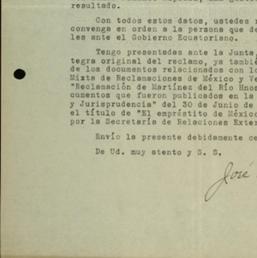 resultado.
Con todos estos datos, ustedes r
convenga en orden a la persona que de
les ante el Gobierno Ecuatoriano.
Tengo presentadas ante la Junta,
tegra original del reclamo, ya tambié
de los documentos relacionados con l
Mixta de Reclamaciones de México y Ve
"Reclamación de Martínez del Río Hnos
cumentos que fueron publicados en la
y Jurisprudencia" del 30 de Junio de
el título de "El empréstito de México
por la Secretaría de Relaciones Exter
Envío la presente debidamente ce
De Ud. muy atento y S. S.
José